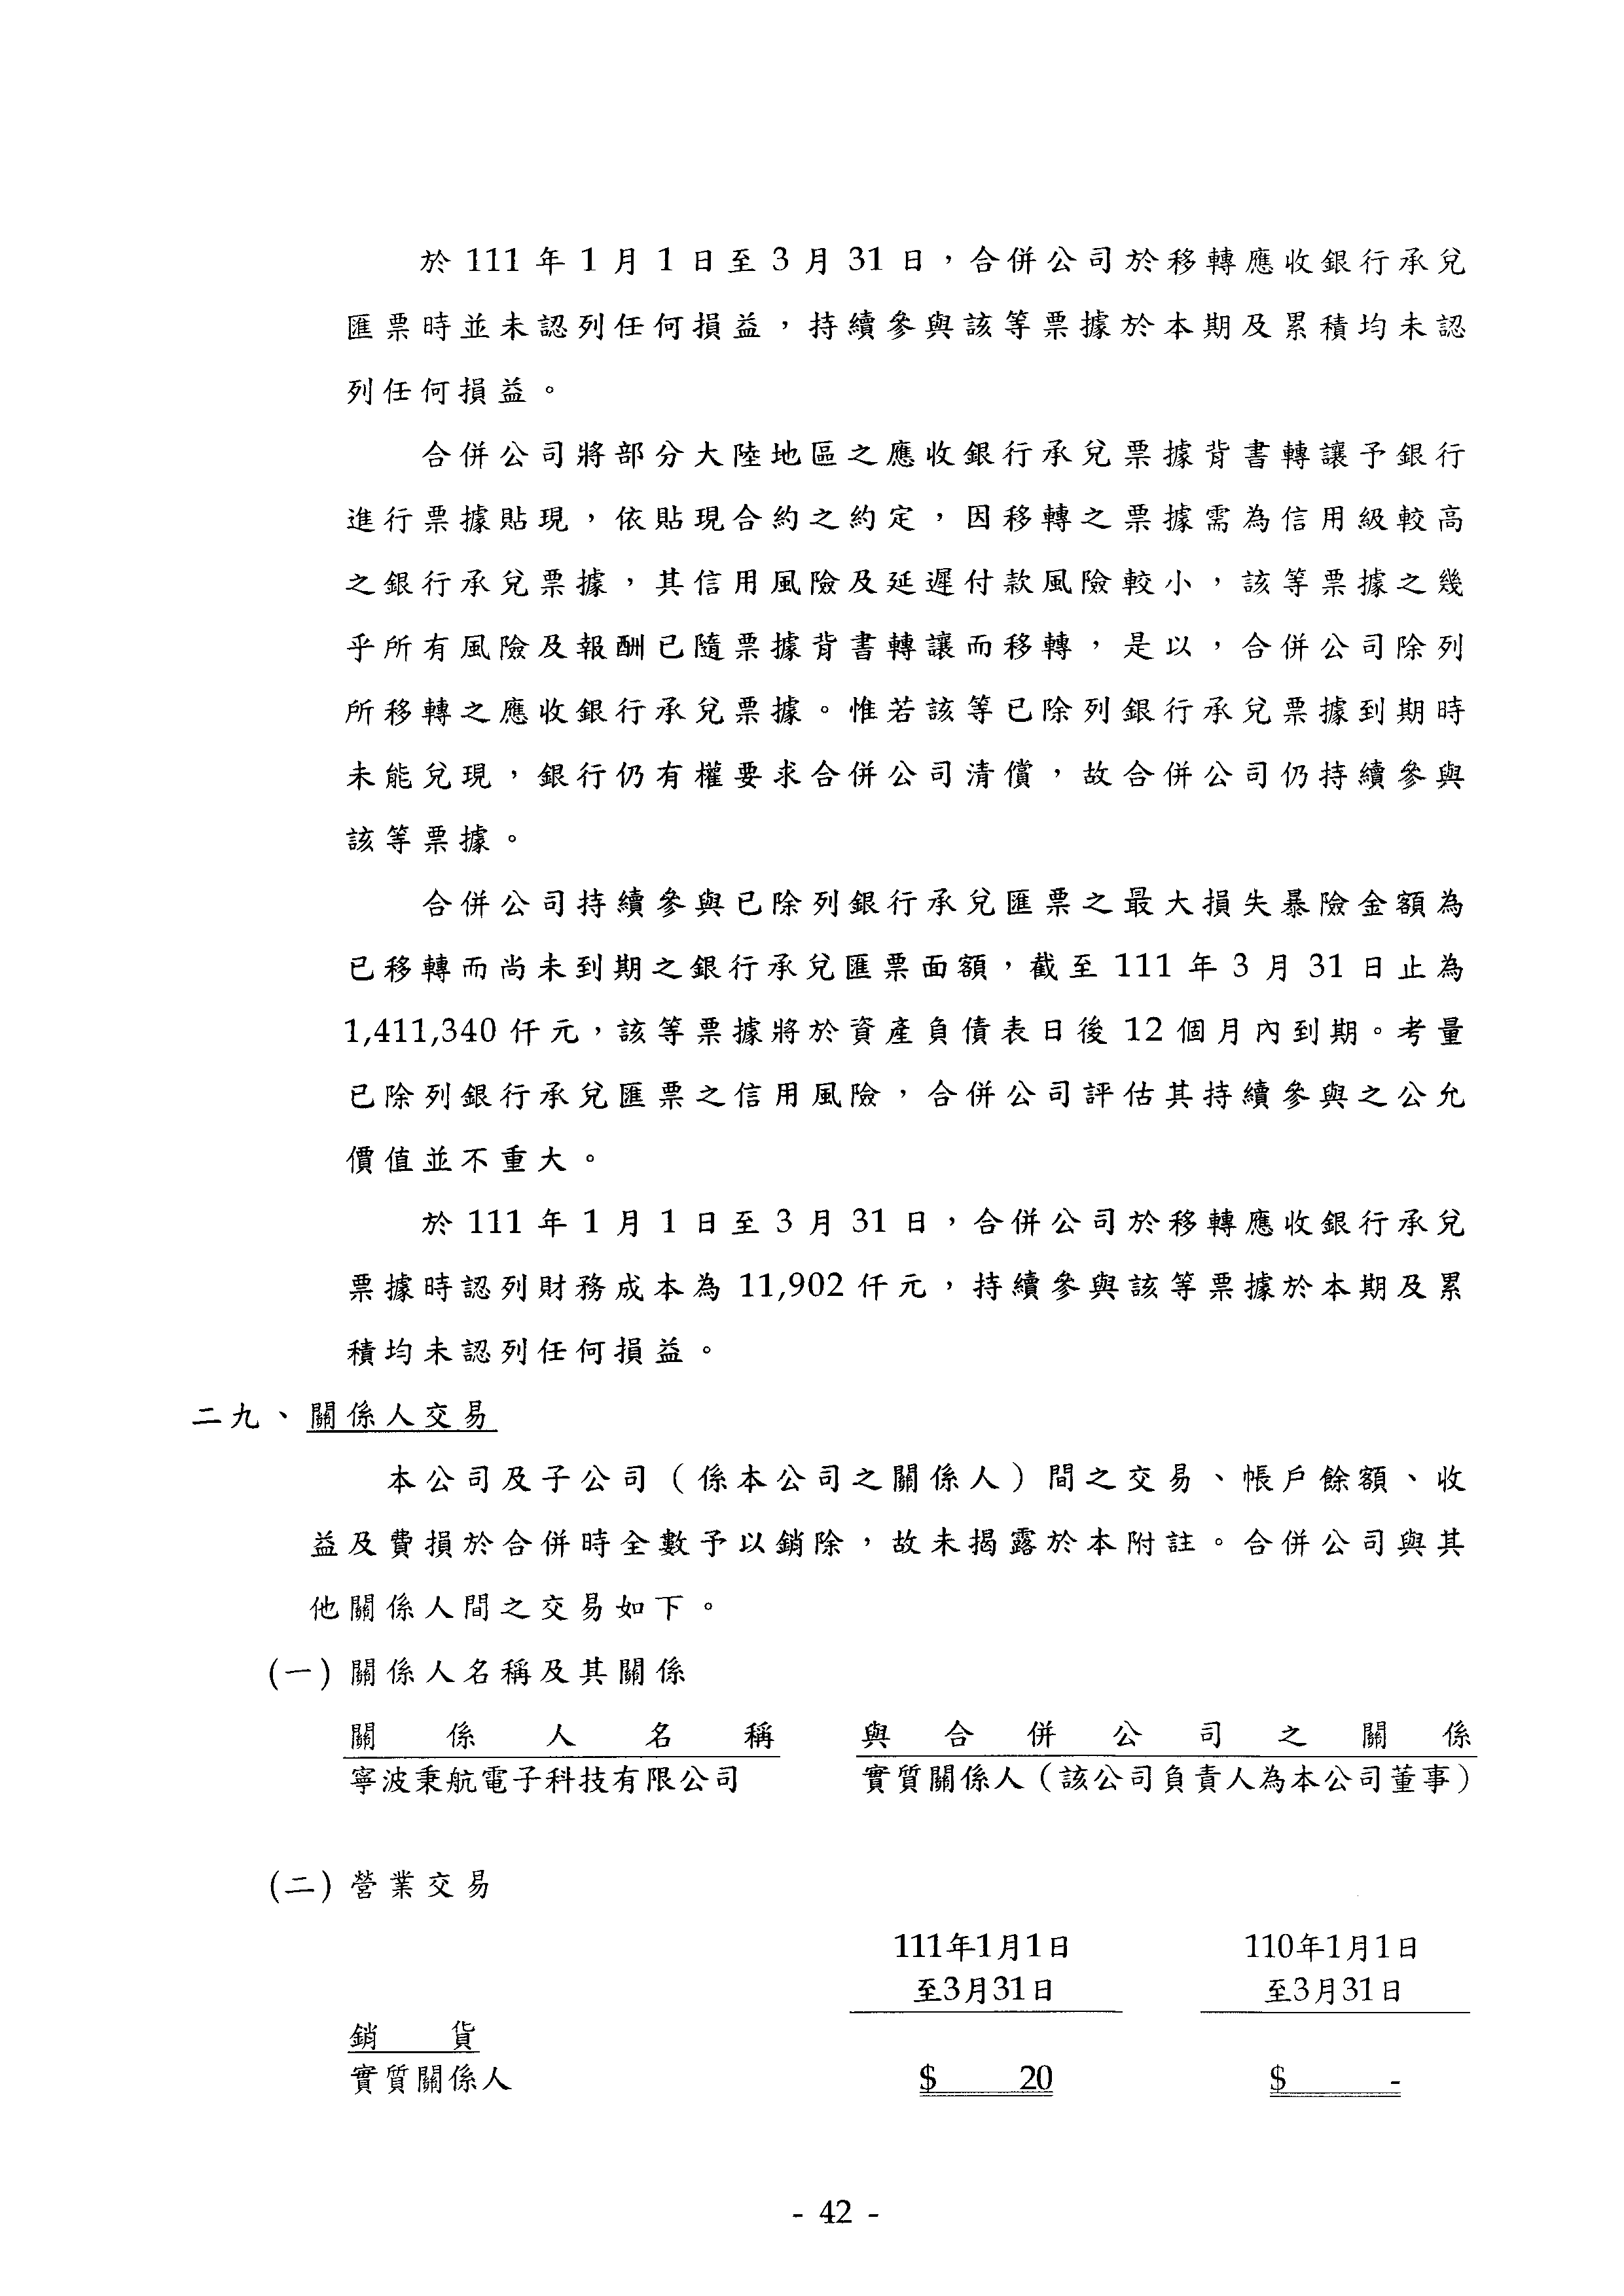 於 111 年 1 月 1 日至 3 月 31 日，合併公司於移轉應收銀行承兌
匯票時並未認列任何損益，持續參與該等票據於本期及累積均未認
列任何損益。
合併公司將部分大陸地區之應收銀行承兌票據背書轉讓予銀行
進行票據貼現，依貼現合約之約定，因移轉之票據需為信用級較高
之銀行承兌票據，其信用風險及延遲付款風險較小，該等票據之幾
乎所有風險及報酬已隨票據背書轉讓而移轉，是以，合併公司除列
所移轉之應收銀行承兌票據。惟若該等已除列銀行承兌票據到期時
未能兌現，銀行仍有權要求合併公司清償，故合併公司仍持續參與
該等票據。
合併公司持續參與已除列銀行承兌匯票之最大損失暴險金額為
已移轉而尚未到期之銀行承兌匯票面額，截至 111 年 3 月 31 日止為
1,411,340 仟元，該等票據將於資產負債表日後 12 個月內到期。考量
已除列銀行承兌匯票之信用風險，合併公司評估其持續參與之公允
價值並不重大。
於 111 年 1 月 1 日至 3 月 31 日，合併公司於移轉應收銀行承兌
票據時認列財務成本為 11,902 仟元，持續參與該等票據於本期及累
積均未認列任何損益。
二九、關係人交易
本公司及子公司（係本公司之關係人）間之交易、帳戶餘額、收
益及費損於合併時全數予以銷除，故未揭露於本附註。合併公司與其
他關係人間之交易如下。
(一) 關係人名稱及其關係
關係人名稱 與合併公司之關係
寧波秉航電子科技有限公司 實質關係人（該公司負責人為本公司董事）
(二) 營業交易
111年1月1日 110年1月1日
至3月31日 至3月31日
銷貨
實質關係人 $ 20 $ -
- 42 -